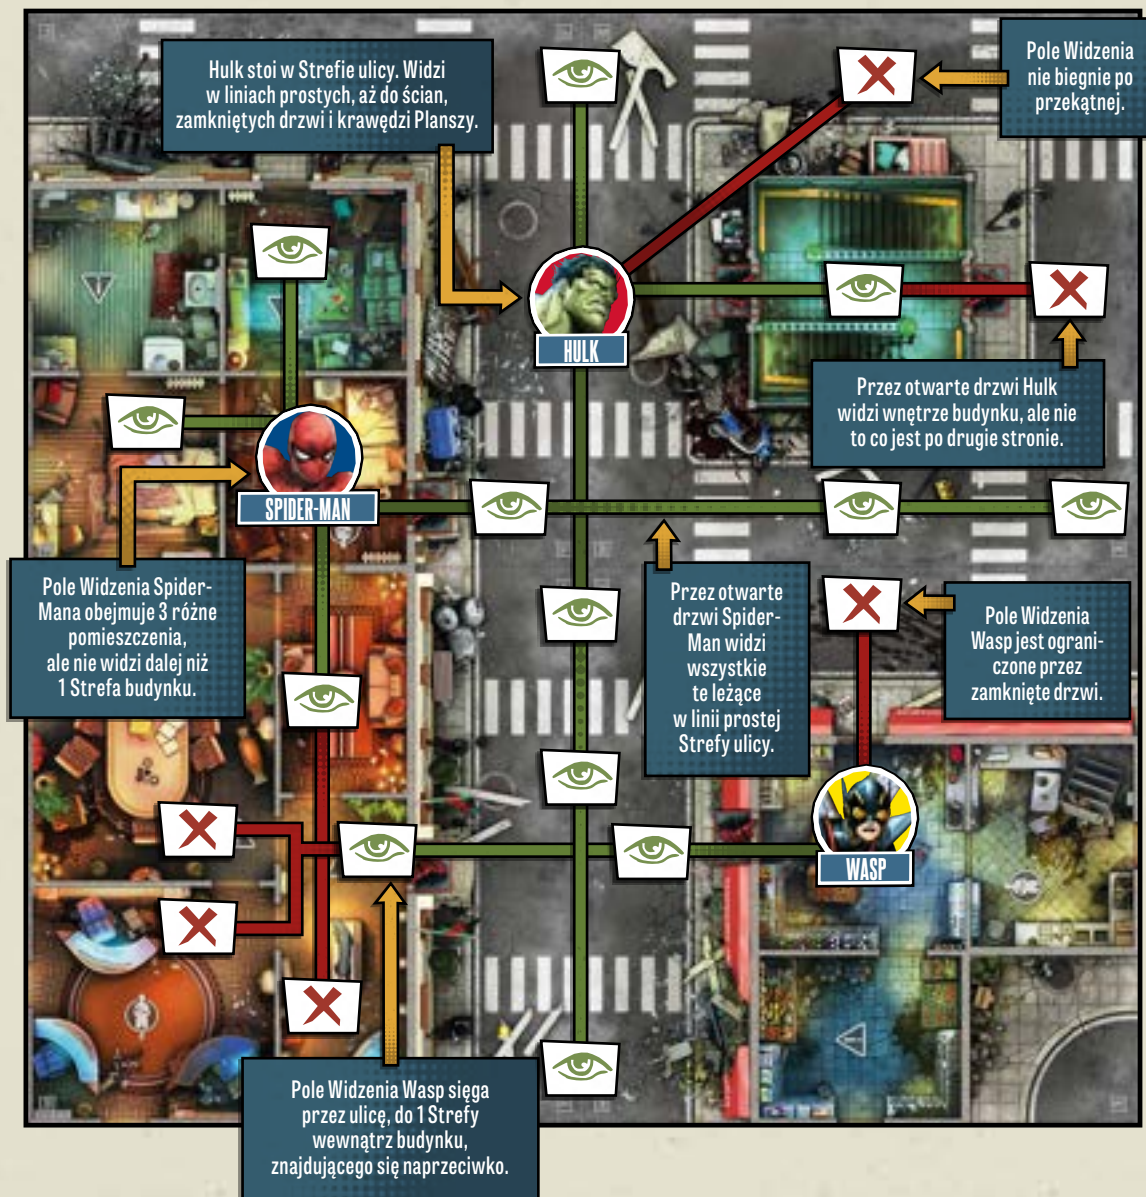 Hulk stoi w Strefie ulicy. Widzi
w liniach prostych, aż do ścian,
zamkniętych drzwi i krawędzi Planszy.
Pole Widzenia
nie biegnie po
przekątnej.
HULK
Przez otwarte drzwi Hulk
widzi wnętrze budynku, ale nie
to co jest po drugie stronie.
SPIDER-MAN
Pole Widzenia Spider-
Mana obejmuje 3 różne
pomieszczenia,
ale nie widzi dalej niż
1 Strefa budynku.
Przez otwarte
drzwi Spider-
Man widzi
wszystkie
te leżące
w linii prostej
Strefy ulicy.
Pole Widzenia
Wasp jest ograni-
czone przez
zamknięte drzwi.
WASP
Pole Widzenia Wasp sięga
przez ulicę, do 1 Strefy
wewnątrz budynku,
znajdującego się naprzeciwko.